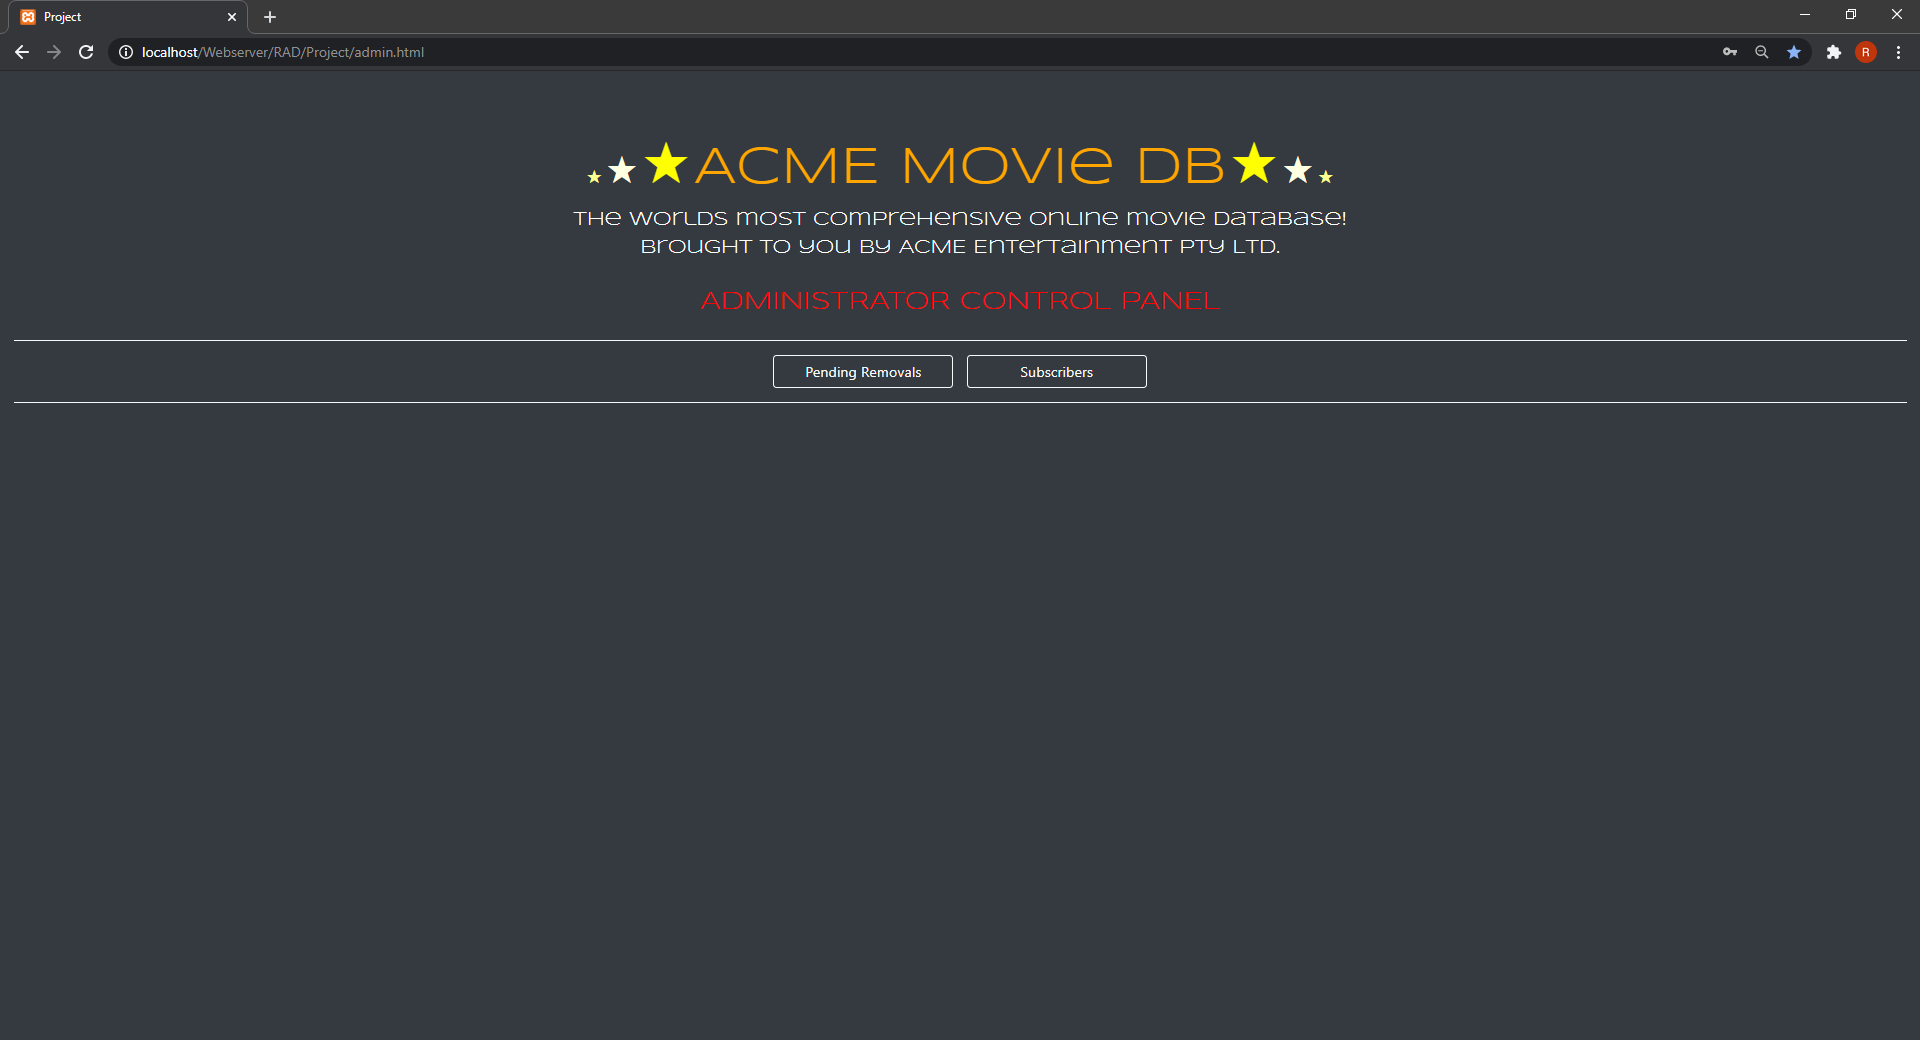 Project
localhost/Webserver/RAD/Project/admin.html
R
ACME Movie DB
The worlds most comprehensive online movie database!
Brought to you by ACME Entertainment Pty Ltd.
ADMINISTRATOR CONTROL PANEL
Pending Removals
Subscribers